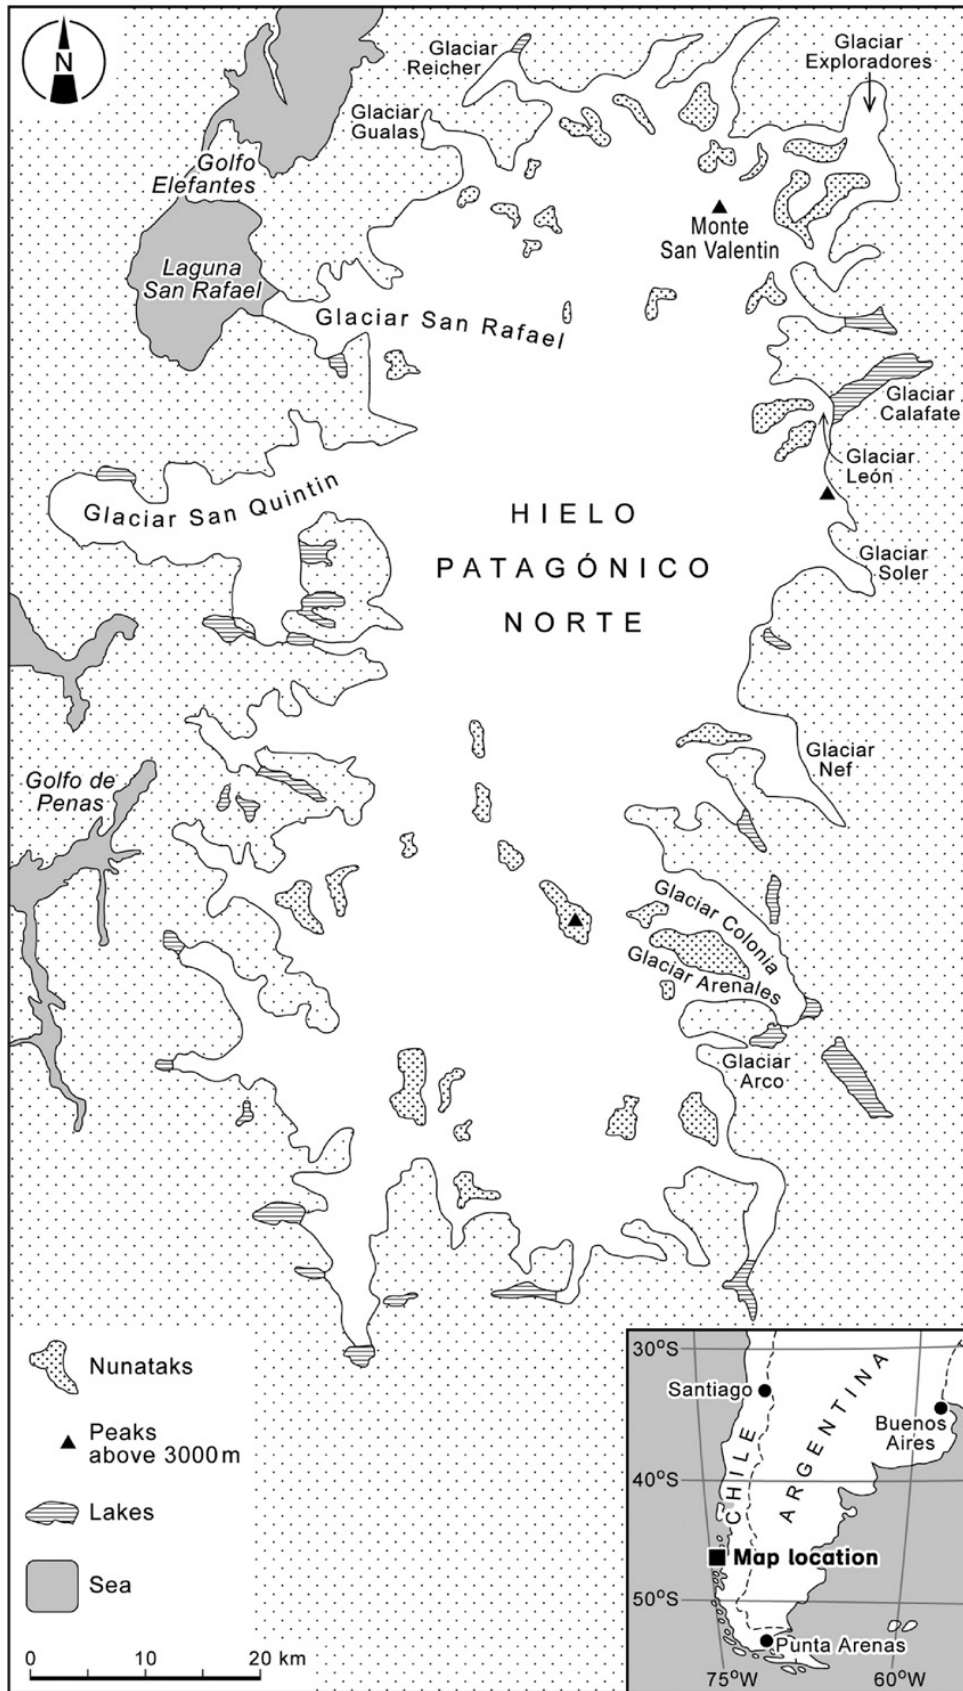 N
Glaciar
Reicher
Glaciar
Exploradores
Glaciar
Gualas
Golfo
Elefantes
Monte
San Valentin
Laguna
San Rafael
Glaciar San Rafael
Glaciar
Calafate
Glaciar
León
Glaciar San Quintin
HIELO
PATAGÓNICO
NORTE
Glaciar
Soler
Glaciar
Nef
Golfo de
Penas
Glaciar Colonia
Glaciar Arenales
Glaciar
Arco
Nunataks
Peaks
above 3000 m
Lakes
Sea
0 10 20 km
30°S
Santiago
Buenos
Aires
CHILE
ARGENTINA
40°S
Map location
50°S
Punta Arenas
75°W 60°W